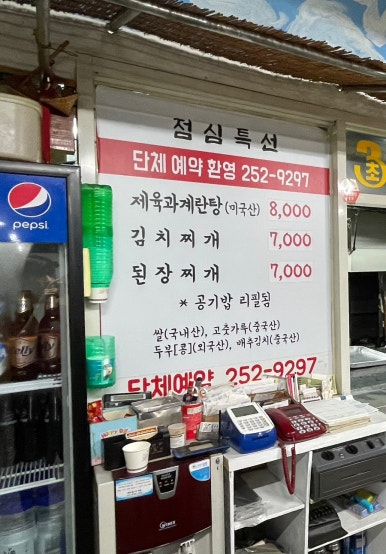 점심특선
단체 예약 환영 252-9297
제육과계란탕(미국산) 8,000
김치찌개 7,000
된장찌개 7,000
* 공기밥 리필됨
쌀(국내산), 고춧가루(중국산)
두부[콩](외국산), 배추김치(중국산)
단체예약 252-9297
pepsi
3초